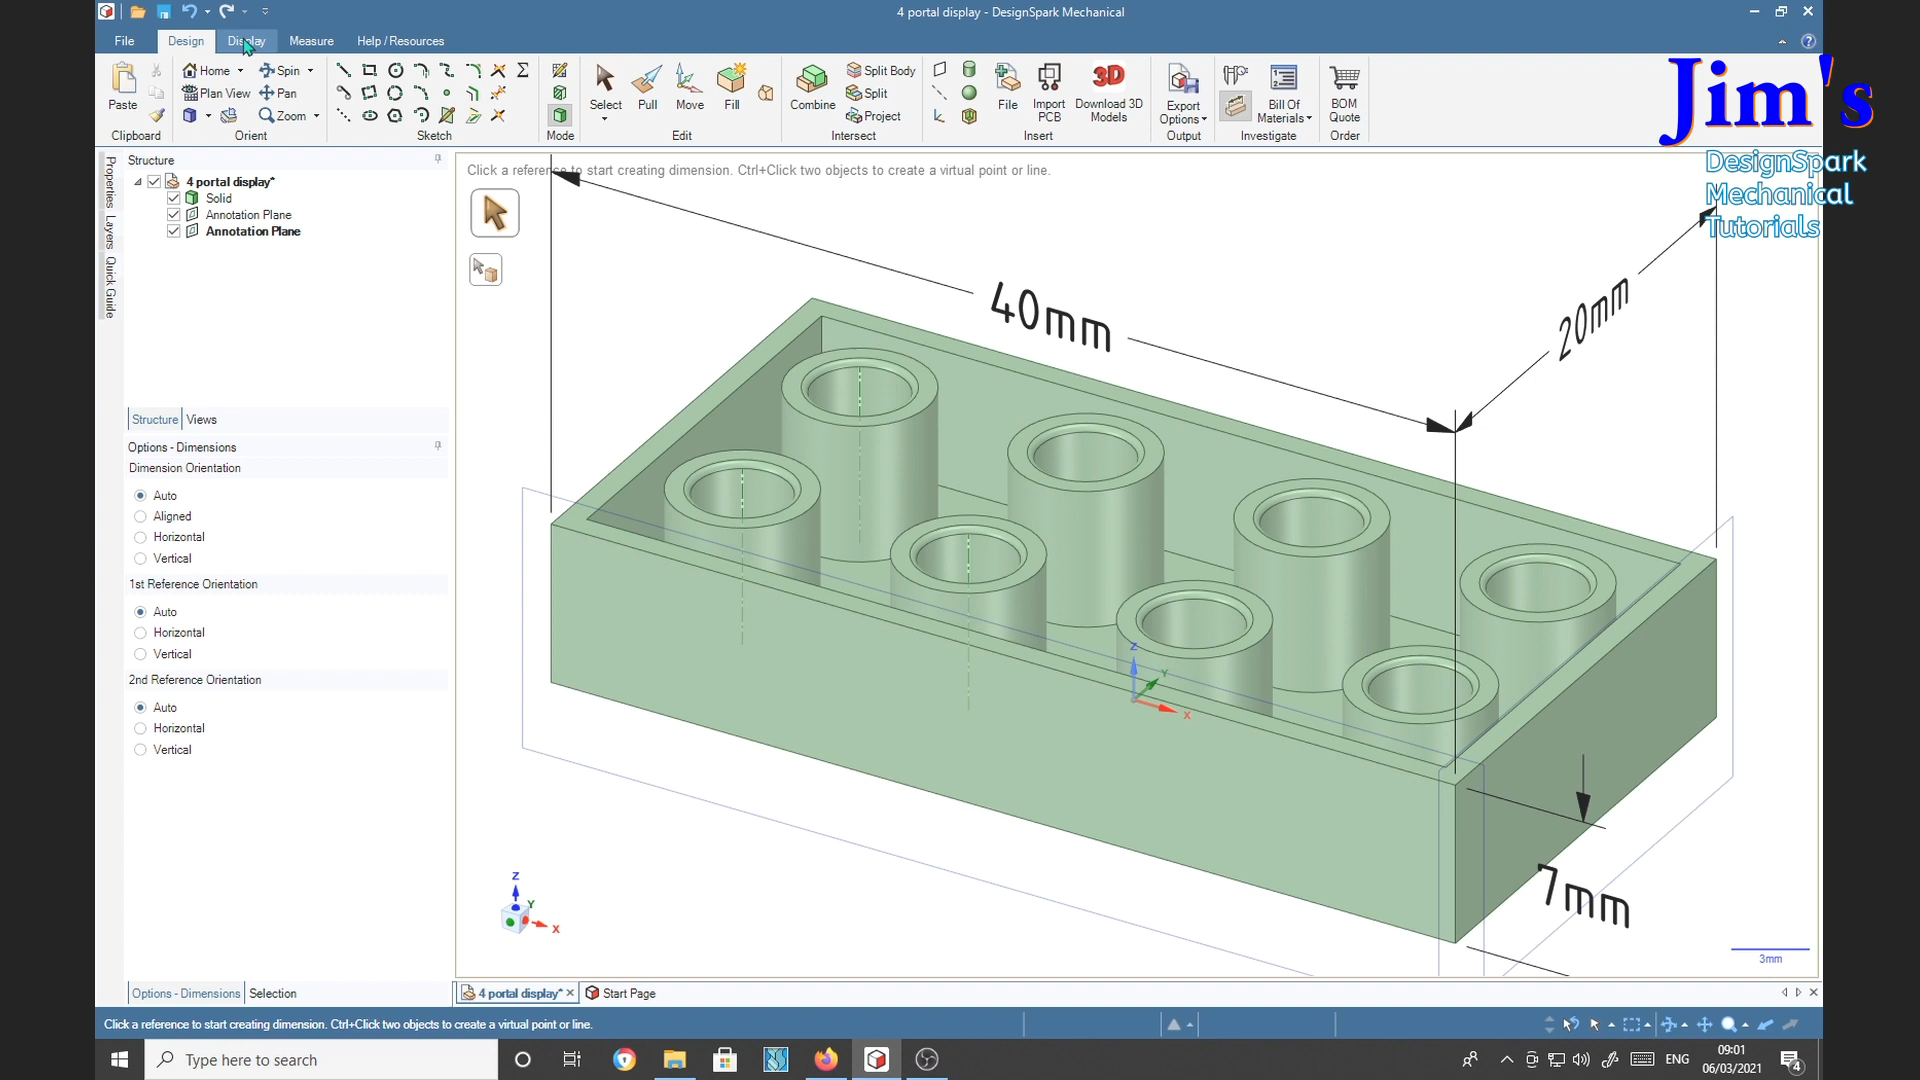 4 portal display - DesignSpark Mechanical
File Design Display Measure Help / Resources
Paste
Clipboard
Home Spin
Plan View Pan
Zoom
Orient
Sketch
Mode
Select Pull Move Fill
Edit
Combine
Split Body
Split
Project
Intersect
File
Import PCB
Download 3D Models
Insert
Export Options
Output
Bill Of Materials
Investigate
BOM Quote
Order
Jim's
DesignSpark
Mechanical
Tutorials
Properties Layers Quick Guide
Structure
4 portal display*
Solid
Annotation Plane
Annotation Plane
Structure Views
Options - Dimensions
Dimension Orientation
Auto
Aligned
Horizontal
Vertical
1st Reference Orientation
Auto
Horizontal
Vertical
2nd Reference Orientation
Auto
Horizontal
Vertical
Options - Dimensions Selection
Click a reference to start creating dimension. Ctrl+Click two objects to create a virtual point or line.
40mm
20mm
7mm
Z
Y
X
Z
Y
X
3mm
4 portal display* Start Page
Click a reference to start creating dimension. Ctrl+Click two objects to create a virtual point or line.
Type here to search
ENG
09:01
06/03/2021
4